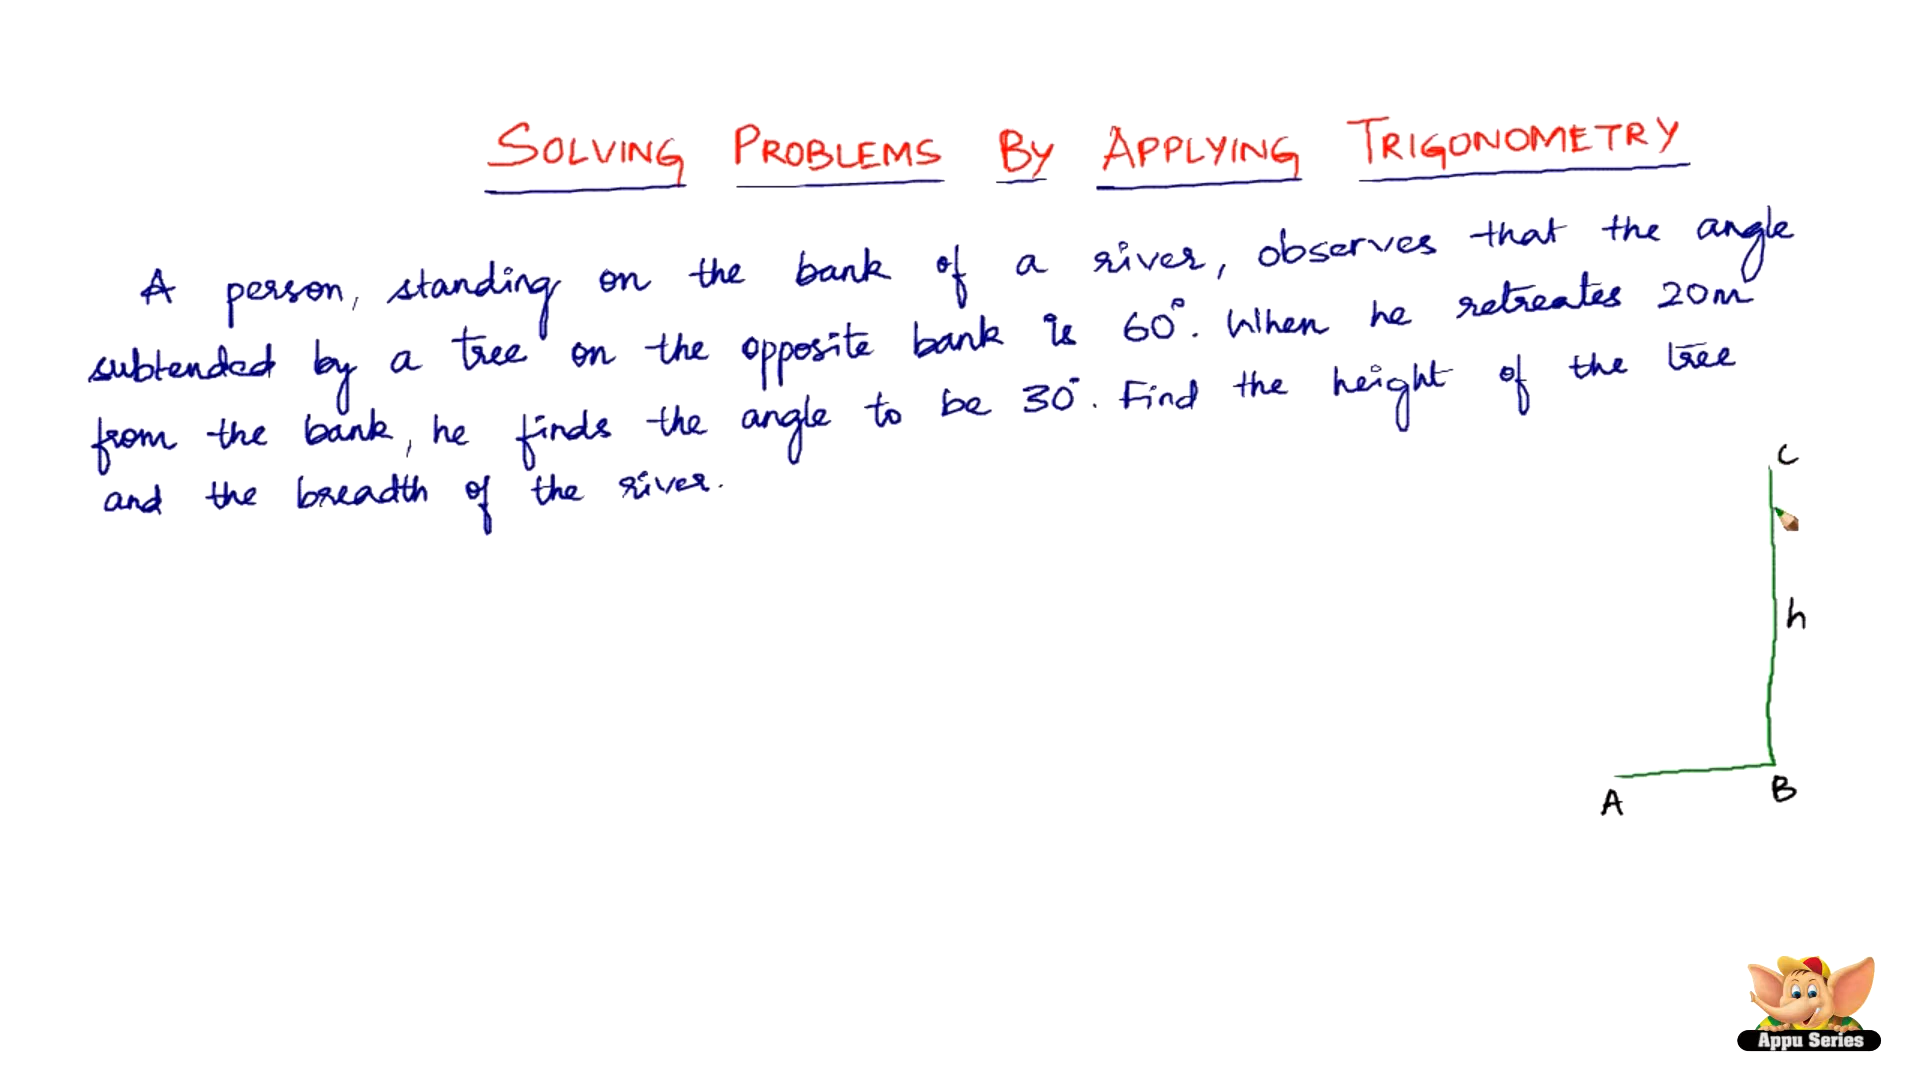 SOLVING PROBLEMS BY APPLYING TRIGONOMETRY
A person, standing on the bank of a river, observes that the angle
subtended by a tree on the opposite bank is 60°. When he retreates 20m
from the bank, he finds the angle to be 30°. Find the height of the tree
and the breadth of the river.
C
h
A B
Appu Series